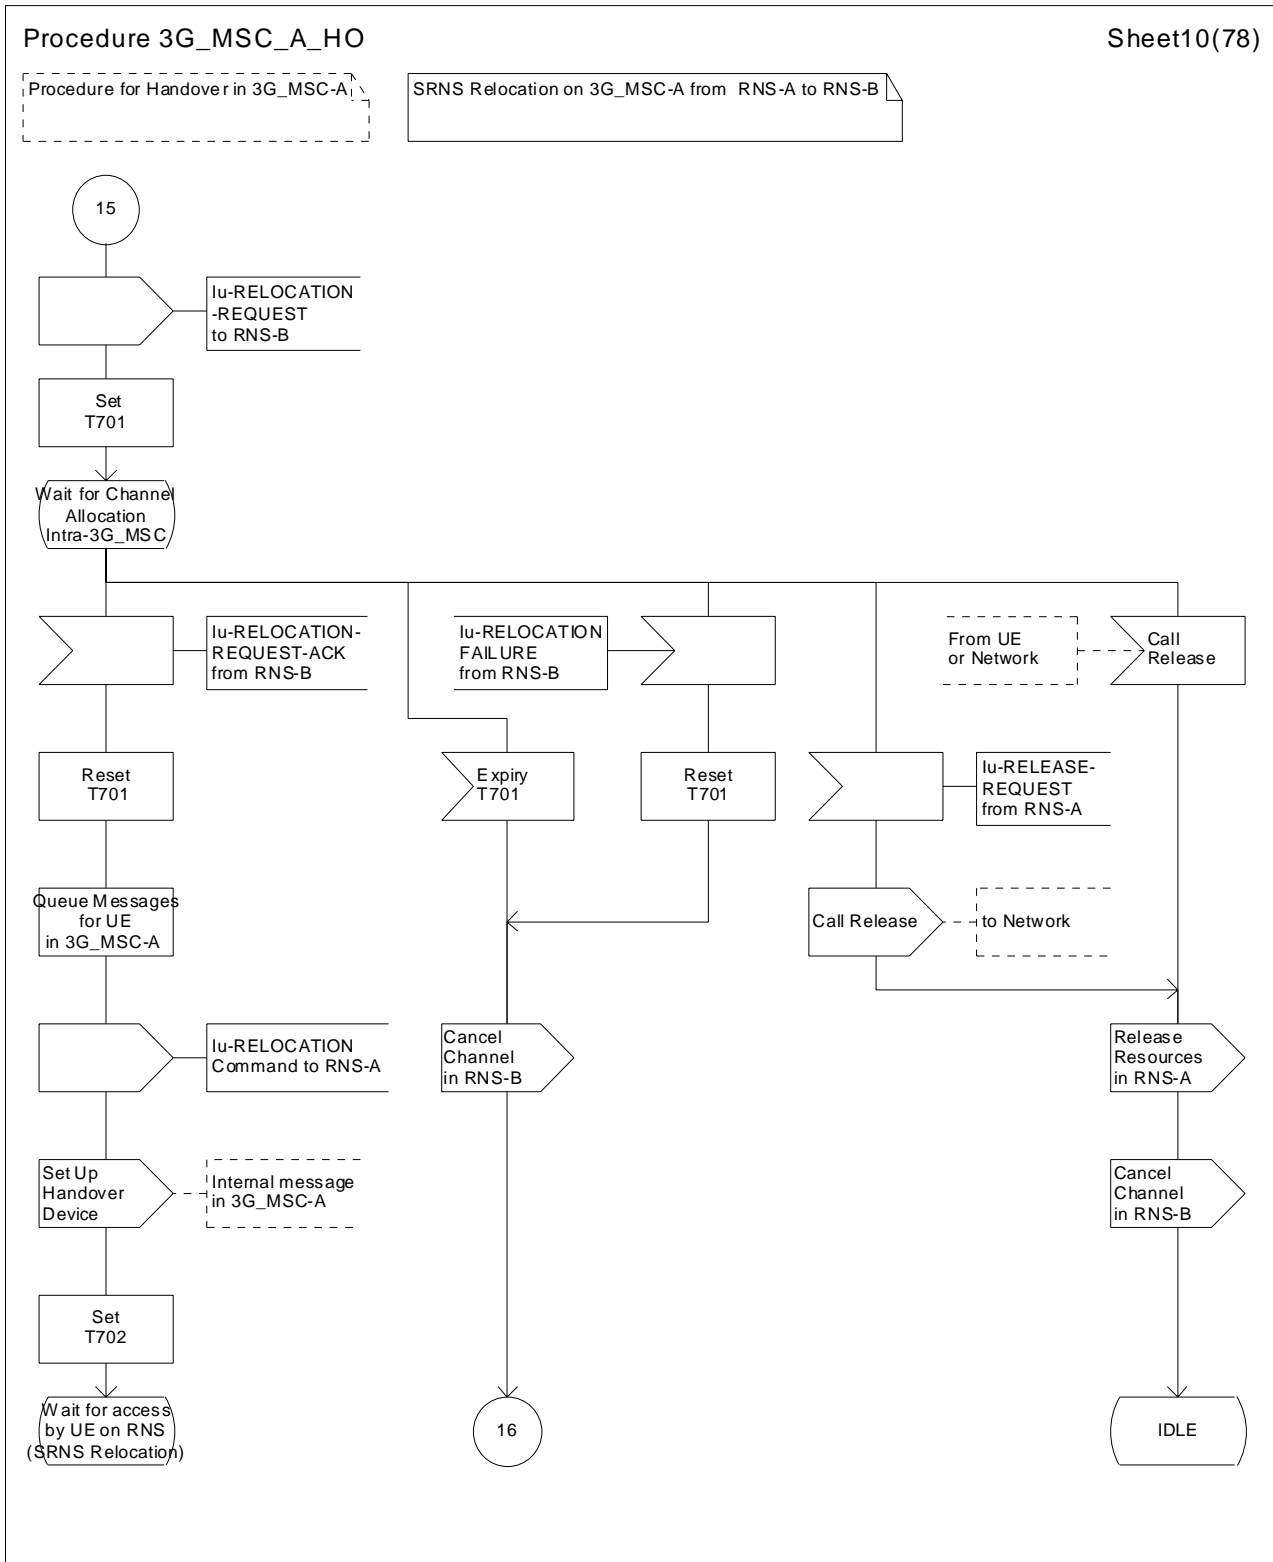 Procedure 3G_MSC_A_HO
Sheet10(78)
Procedure for Handover in 3G_MSC-A
SRNS Relocation on 3G_MSC-A from RNS-A to RNS-B
15
Iu-RELOCATION
-REQUEST
to RNS-B
Set
T701
Wait for Channel
Allocation
Intra-3G_MSC
Iu-RELOCATION-
REQUEST-ACK
from RNS-B
Iu-RELOCATION
FAILURE
from RNS-B
From UE
or Network
Call
Release
Reset
T701
Expiry
T701
Reset
T701
Iu-RELEASE-
REQUEST
from RNS-A
Queue Messages
for UE
in 3G_MSC-A
Call Release
to Network
Iu-RELOCATION
Command to RNS-A
Cancel
Channel
in RNS-B
Release
Resources
in RNS-A
Set Up
Handover
Device
Internal message
in 3G_MSC-A
Cancel
Channel
in RNS-B
Set
T702
Wait for access
by UE on RNS
(SRNS Relocation)
16
IDLE